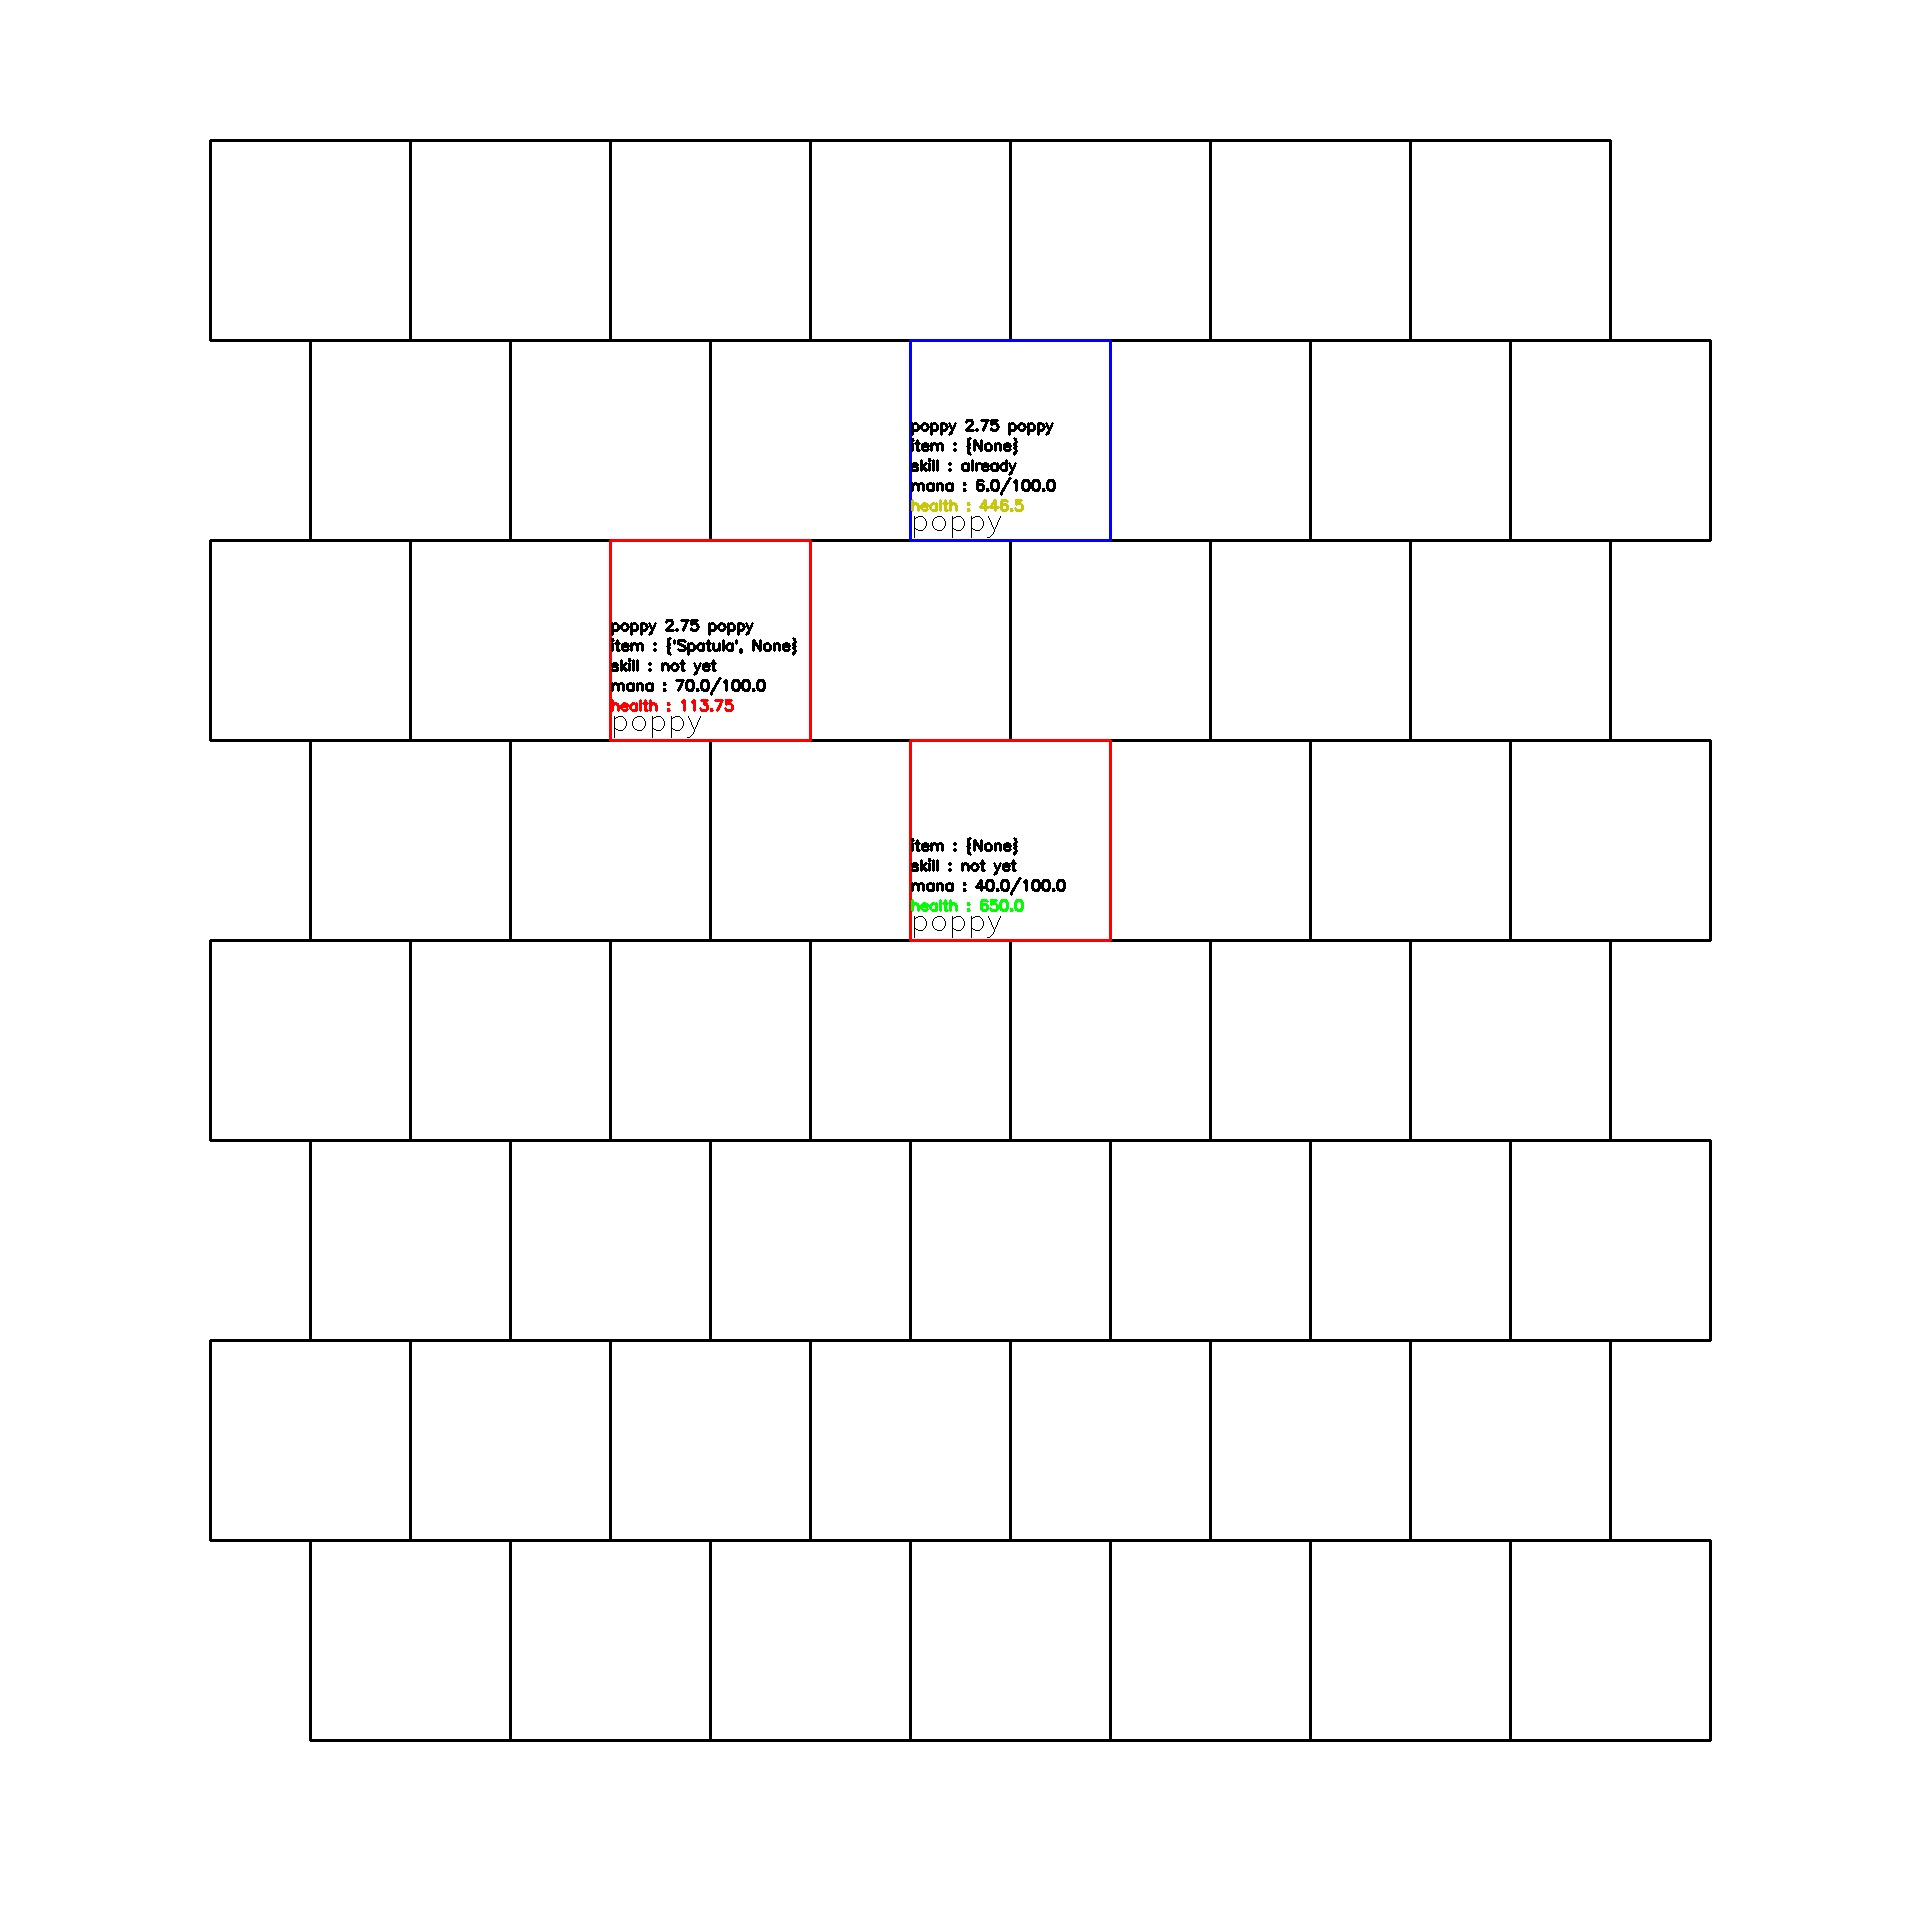 poppy 2.75 poppy
item : {None}
skill : already
mana : 6.0/100.0
health : 446.5
poppy
poppy 2.75 poppy
item : {'Spatula', None}
skill : not yet
mana : 70.0/100.0
health : 113.75
poppy
item : {None}
skill : not yet
mana : 40.0/100.0
health : 650.0
poppy